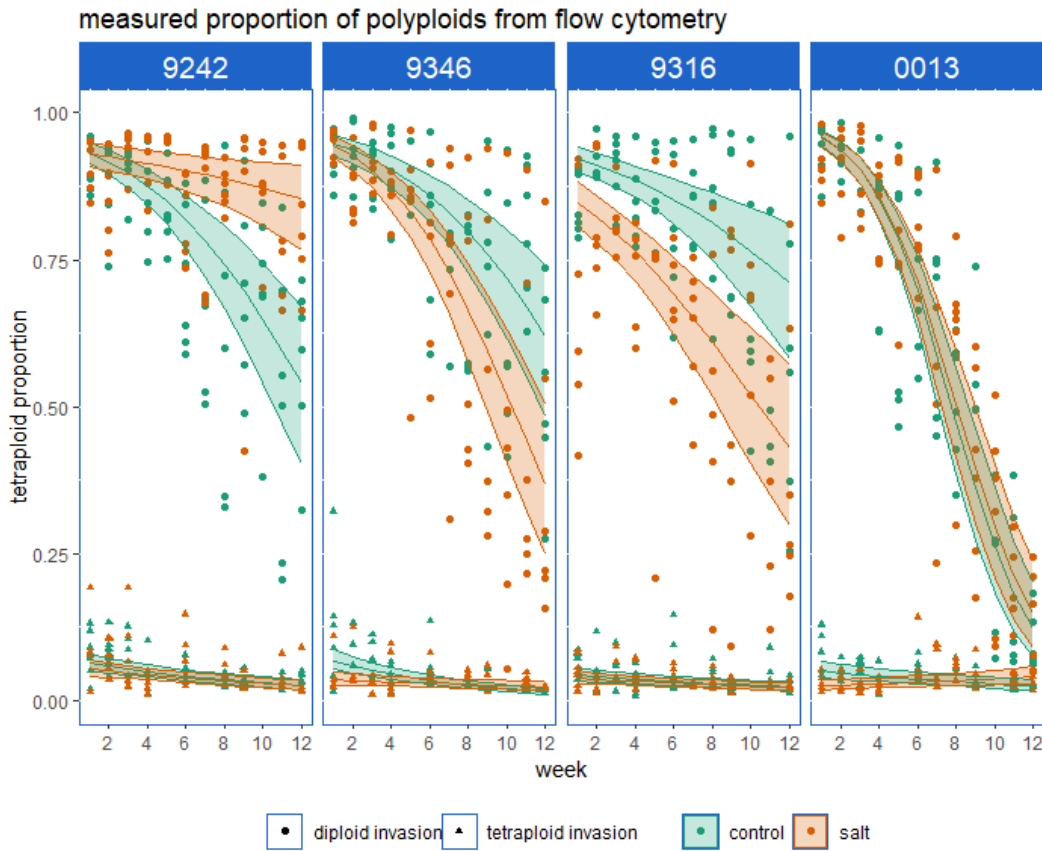 measured proportion of polyploids from flow cytometry
9242 9346 9316 0013
1.00
0.75
0.50
0.25
0.00
tetraploid proportion
2 4 6 8 10 12 2 4 6 8 10 12 2 4 6 8 10 12 2 4 6 8 10 12
week
diploid invasion tetraploid invasion control salt